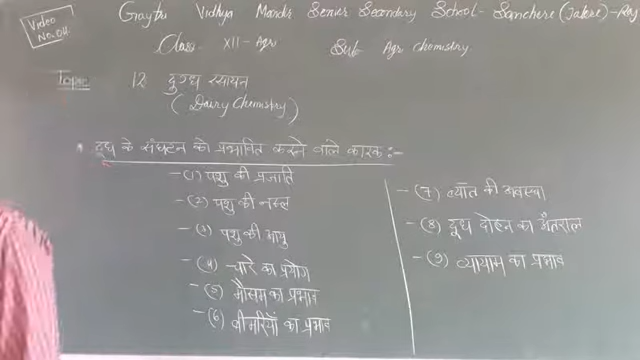 Video No. 04
Gaytri Vidhya Mandir Senior Secondary School - Sanchore (Jalore) - Raj
Class XII - Agri Sub Agri chemistry
Topic 12 दुग्ध रसायन
(Dairy Chemistry)
* दूध के संघटन को प्रभावित करने वाले कारक :-
- (1) पशु की प्रजाति
- (2) पशु की नस्ल
- (3) पशु की आयु
- (4) चारे का प्रयोग
- (5) मौसम का प्रभाव
- (6) बीमारियों का प्रभाव
- (7) ब्यॉत की अवस्था
- (8) दूध दोहन का अंतराल
- (9) व्यायाम का प्रभाव